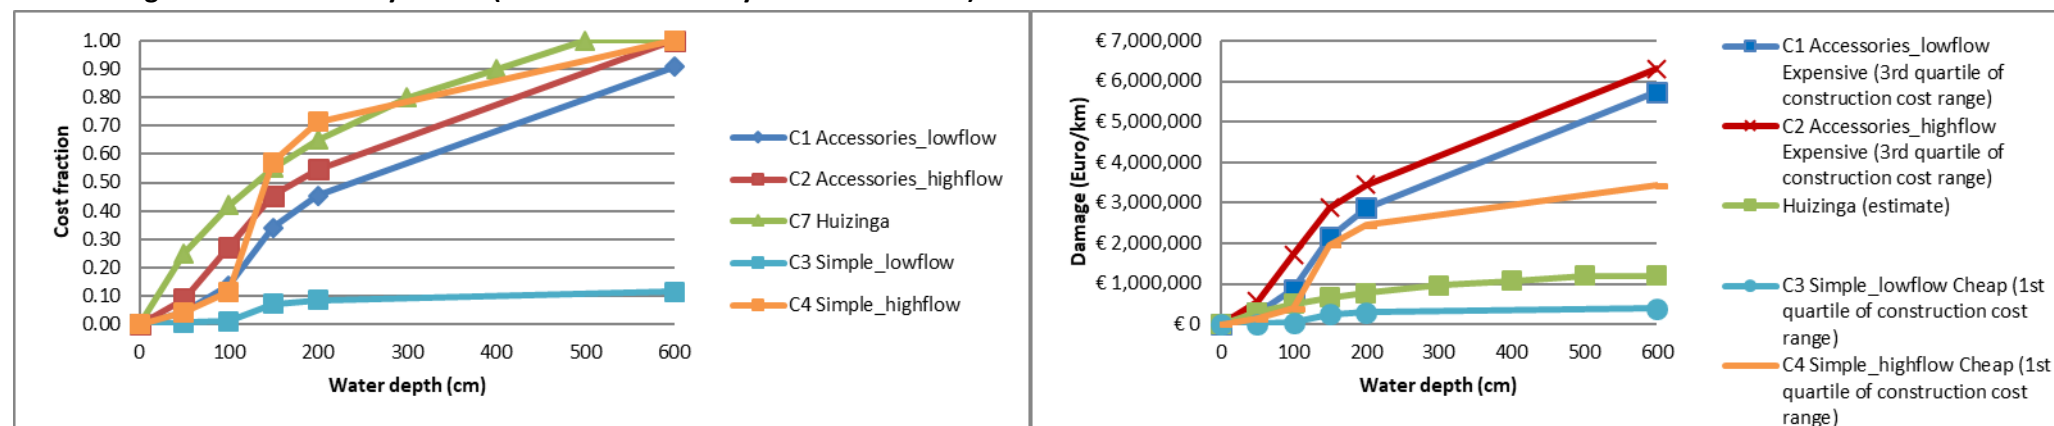 1.00
0.90
0.80
0.70
0.60
0.50
0.40
0.30
0.20
0.10
0.00
Cost fraction
0 100 200 300 400 500 600
Water depth (cm)
C1 Accessories_lowflow
C2 Accessories_highflow
C7 Huizinga
C3 Simple_lowflow
C4 Simple_highflow
€ 7,000,000
€ 6,000,000
€ 5,000,000
€ 4,000,000
€ 3,000,000
€ 2,000,000
€ 1,000,000
€ 0
Damage (Euro/km)
0 100 200 300 400 500 600
Water depth (cm)
C1 Accessories_lowflow
Expensive (3rd quartile of
construction cost range)
C2 Accessories_highflow
Expensive (3rd quartile of
construction cost range)
Huizinga (estimate)
C3 Simple_lowflow Cheap (1st
quartile of construction cost
range)
C4 Simple_highflow Cheap (1st
quartile of construction cost
range)